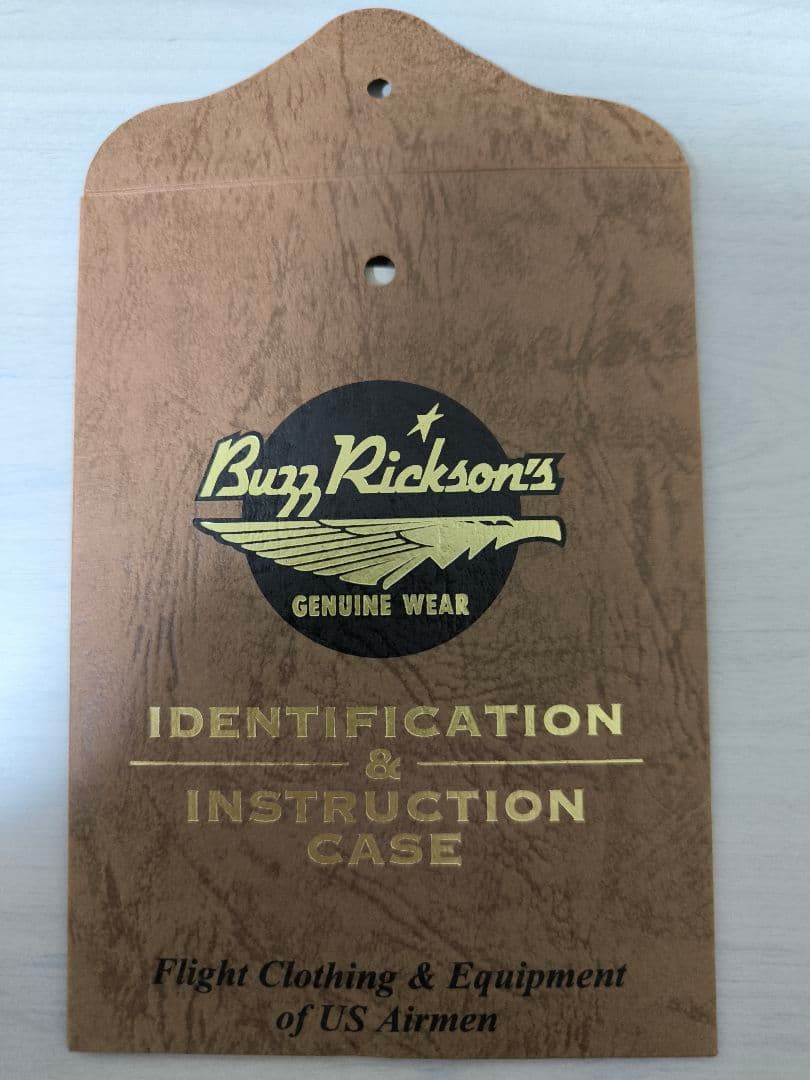 Buzz Rickson's
GENUINE WEAR
IDENTIFICATION
&
INSTRUCTION
CASE
Flight Clothing & Equipment
of US Airmen